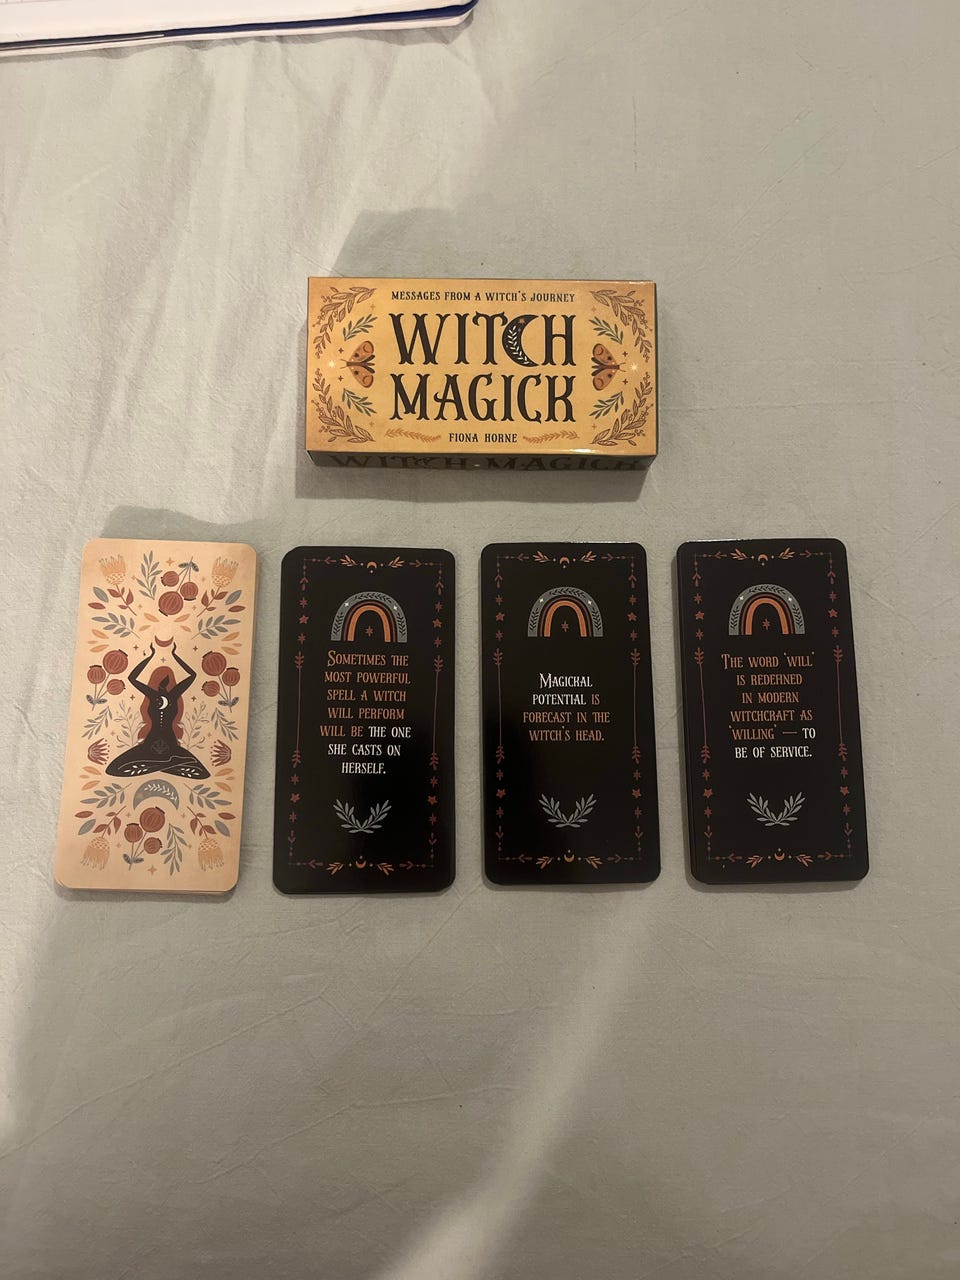 MESSAGES FROM A WITCH'S JOURNEY
WITCH
MAGICK
FIONA HORNE
WITCH MAGICK
SOMETIMES THE
MOST POWERFUL
SPELL A WITCH
WILL PERFORM
WILL BE THE ONE
SHE CASTS ON
HERSELF.
MAGICKAL
POTENTIAL IS
FORECAST IN THE
WITCH'S HEAD.
THE WORD 'WILL'
IS REDEFINED
IN MODERN
WITCHCRAFT AS
'WILLING' — TO
BE OF SERVICE.